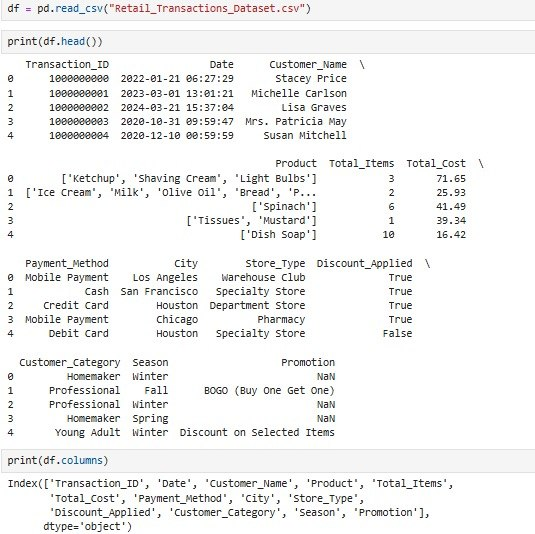 df = pd.read_csv("Retail_Transactions_Dataset.csv")
print(df.head())
Transaction_ID Date Customer_Name \
0 1000000000 2022-01-21 06:27:29 Stacey Price
1 1000000001 2023-03-01 13:01:21 Michelle Carlson
2 1000000002 2024-03-21 15:37:04 Lisa Graves
3 1000000003 2020-10-31 09:59:47 Mrs. Patricia May
4 1000000004 2020-12-10 00:59:59 Susan Mitchell
Product Total_Items Total_Cost \
0 ['Ketchup', 'Shaving Cream', 'Light Bulbs'] 3 71.65
1 ['Ice Cream', 'Milk', 'Olive Oil', 'Bread', 'P... 2 25.93
2 ['Spinach'] 6 41.49
3 ['Tissues', 'Mustard'] 1 39.34
4 ['Dish Soap'] 10 16.42
Payment_Method City Store_Type Discount_Applied \
0 Mobile Payment Los Angeles Warehouse Club True
1 Cash San Francisco Specialty Store True
2 Credit Card Houston Department Store True
3 Mobile Payment Chicago Pharmacy True
4 Debit Card Houston Specialty Store False
Customer_Category Season Promotion
0 Homemaker Winter NaN
1 Professional Fall BOGO (Buy One Get One)
2 Professional Winter NaN
3 Homemaker Spring NaN
4 Young Adult Winter Discount on Selected Items
print(df.columns)
Index(['Transaction_ID', 'Date', 'Customer_Name', 'Product', 'Total_Items',
'Total_Cost', 'Payment_Method', 'City', 'Store_Type',
'Discount_Applied', 'Customer_Category', 'Season', 'Promotion'],
dtype='object')